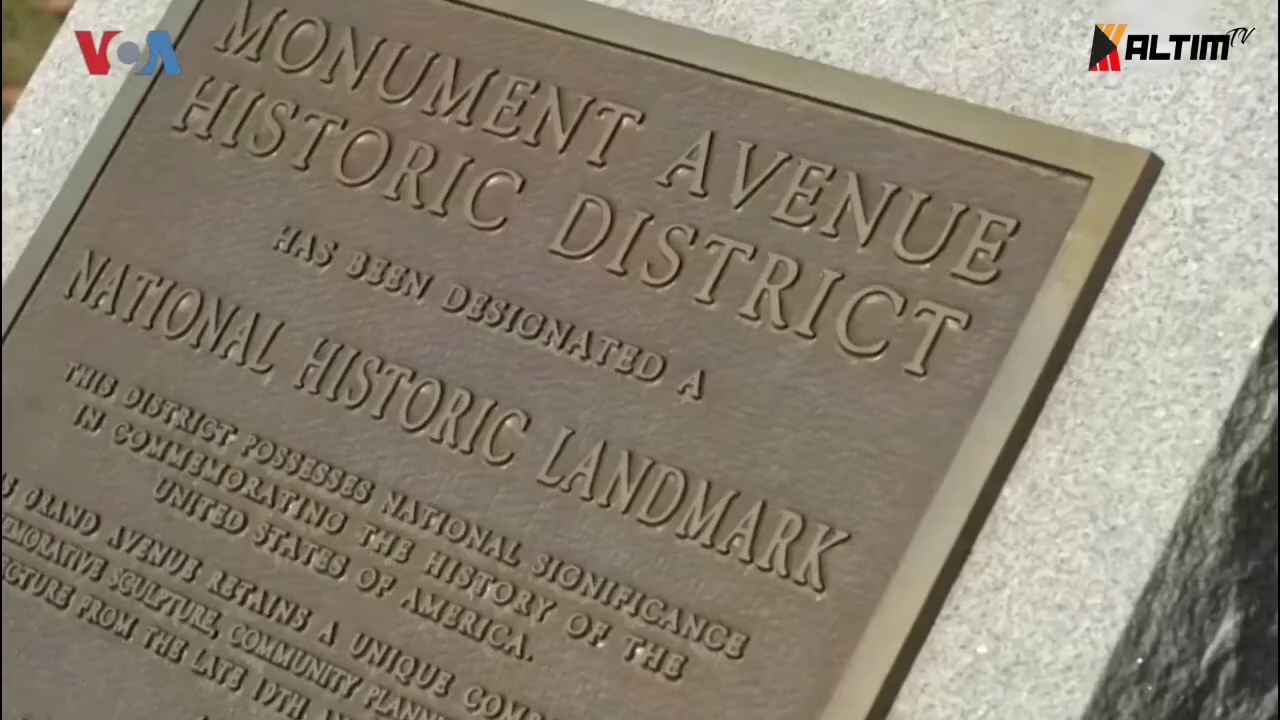 VOA
KALTIM TV
MONUMENT AVENUE
HISTORIC DISTRICT
HAS BEEN DESIGNATED A
NATIONAL HISTORIC LANDMARK
THIS DISTRICT POSSESSES NATIONAL SIGNIFICANCE
IN COMMEMORATING THE HISTORY OF THE
UNITED STATES OF AMERICA.
GRAND AVENUE RETAINS A UNIQUE
SCULPTURE, COMMUNITY
FROM THE LATE 19TH